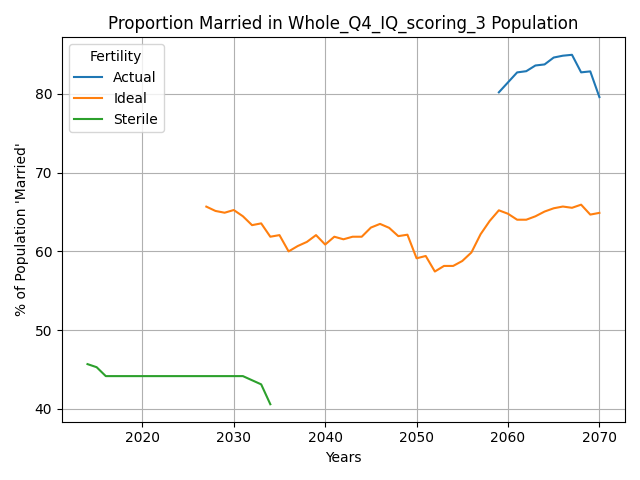 Proportion Married in Whole_Q4_IQ_scoring_3 Population
Fertility
Actual
Ideal
Sterile
% of Population 'Married'
80
70
60
50
40
2020 2030 2040 2050 2060 2070
Years